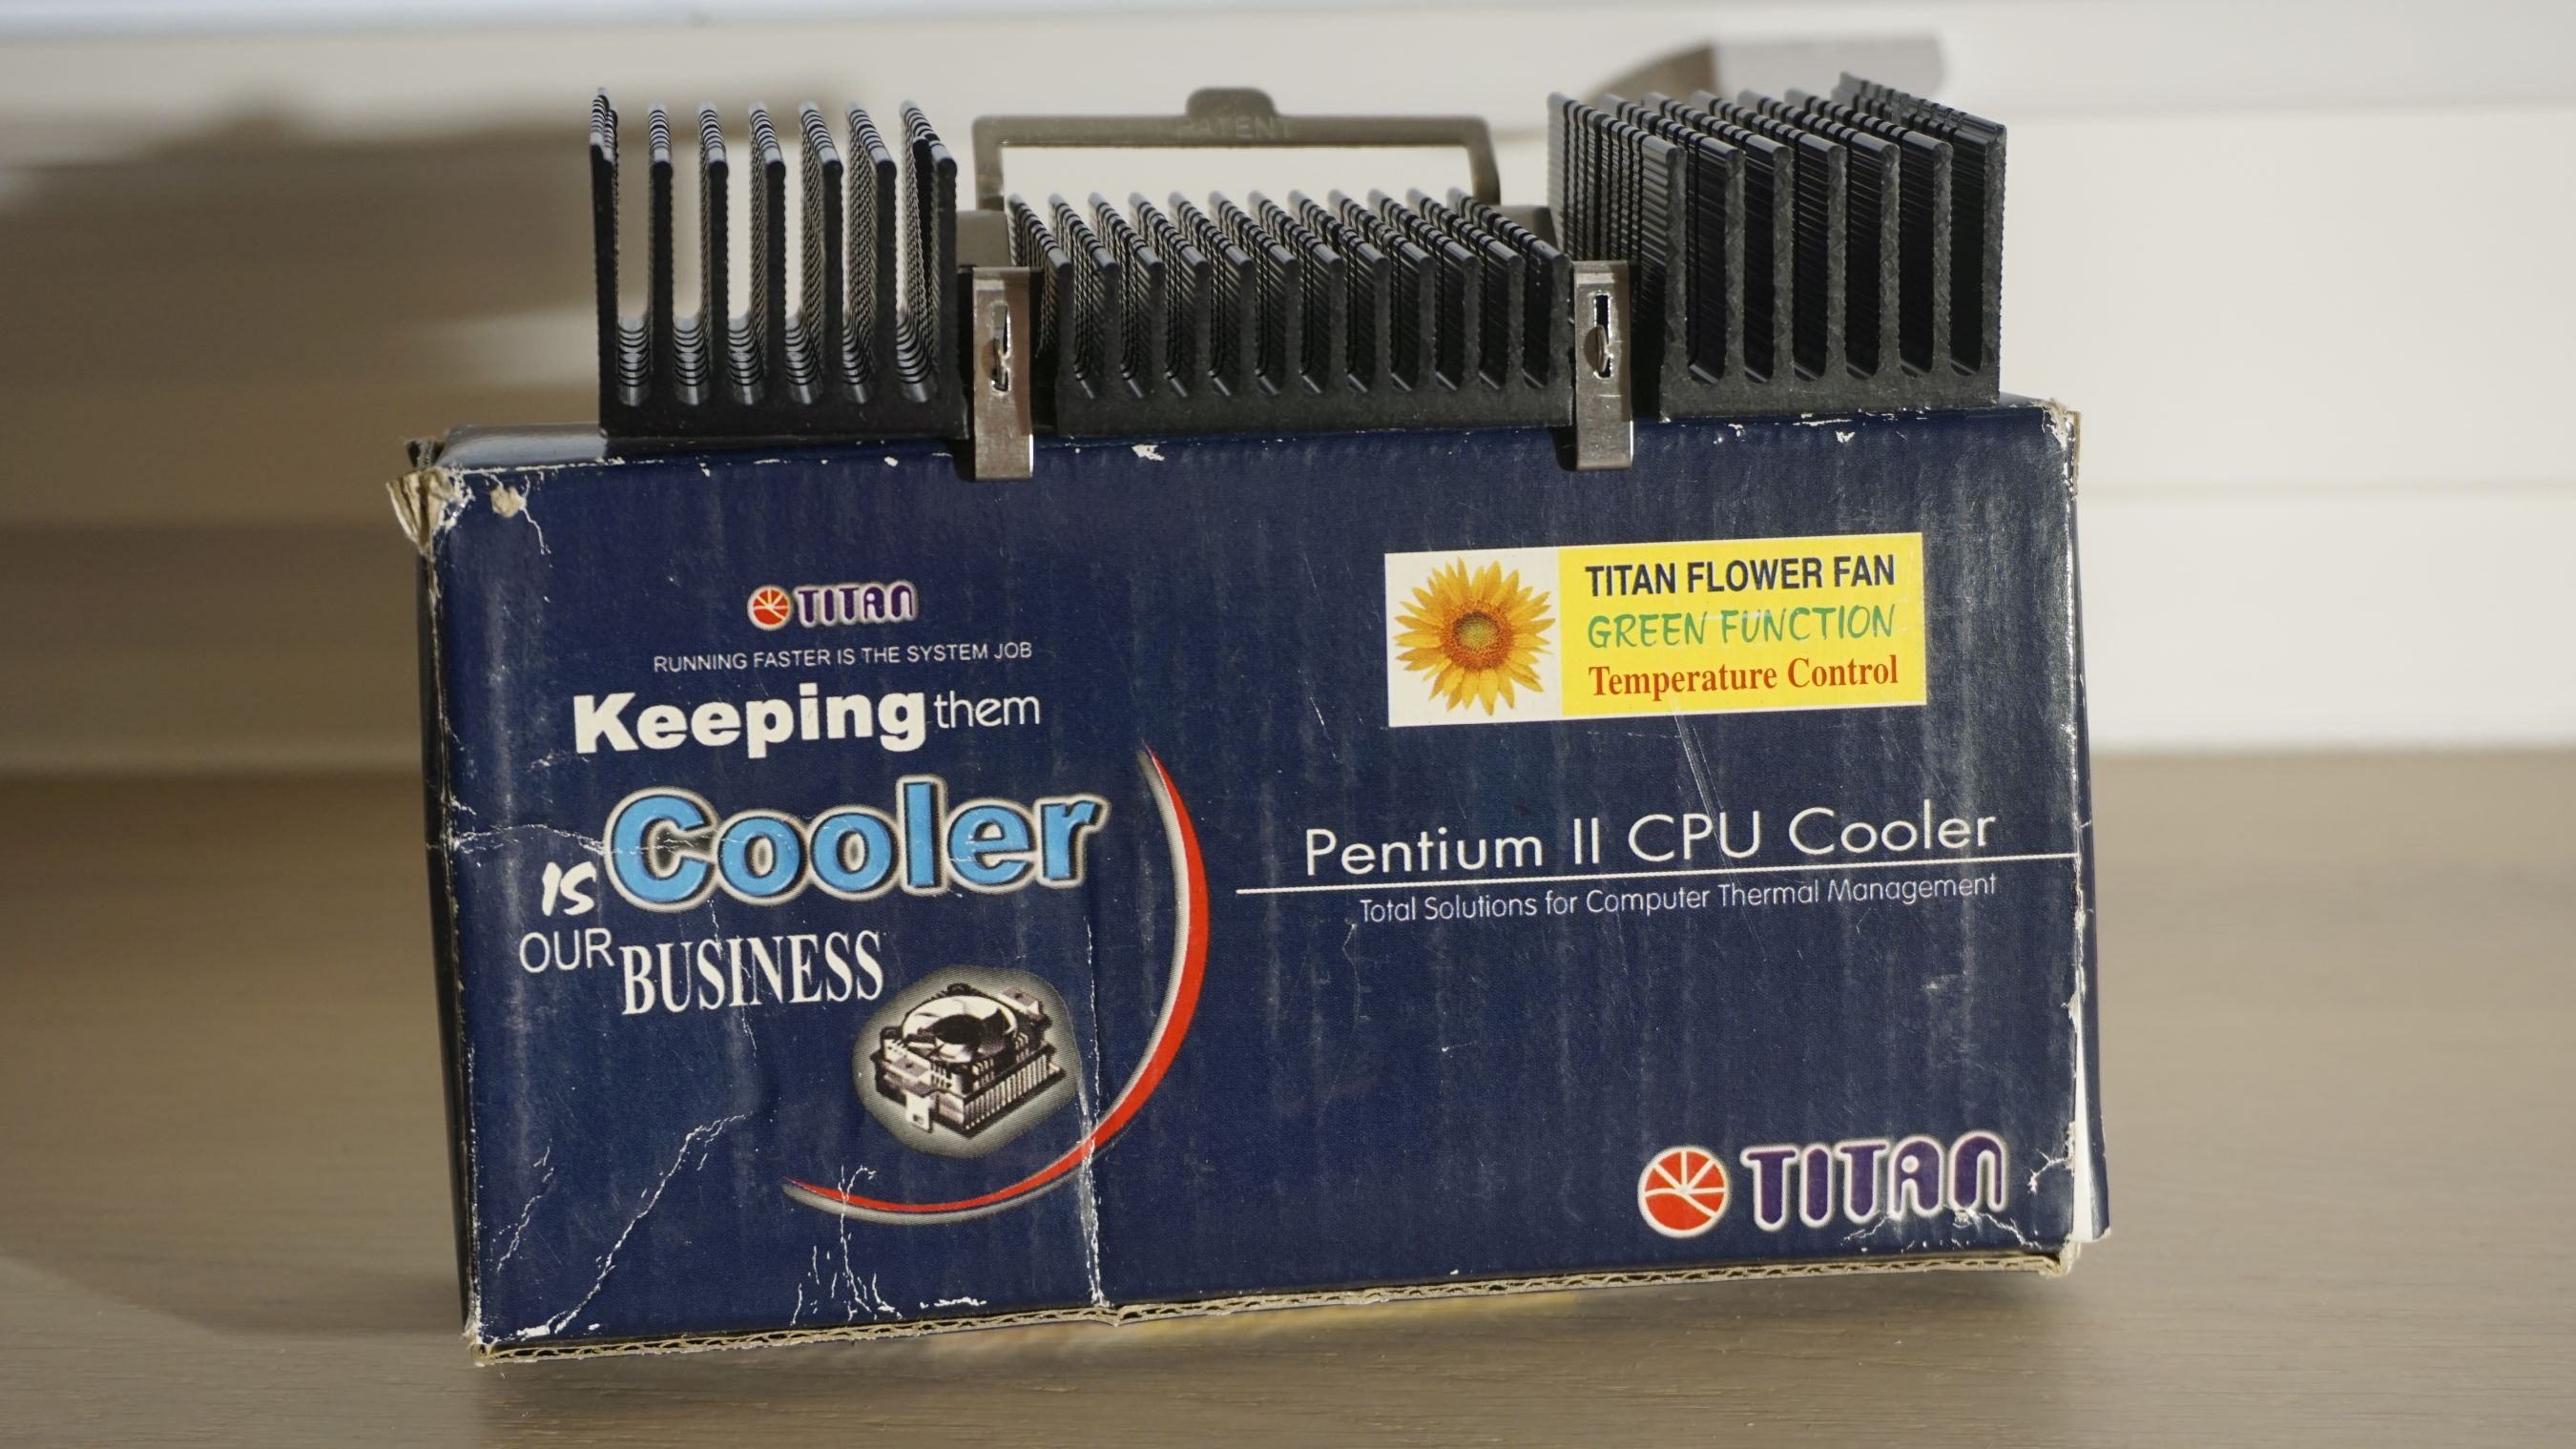 PATENT
TITAN
RUNNING FASTER IS THE SYSTEM JOB
Keeping them
Cooler
IS
OUR BUSINESS
TITAN FLOWER FAN
GREEN FUNCTION
Temperature Control
Pentium II CPU Cooler
Total Solutions for Computer Thermal Management
TITAN